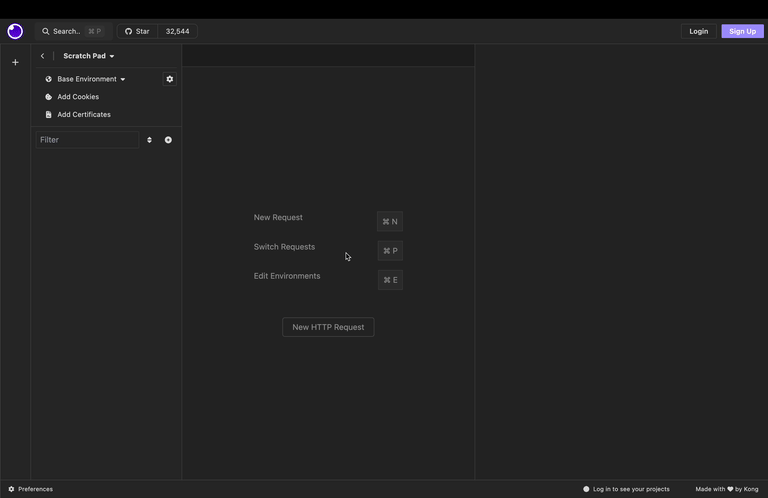 Search.. ⌘ P
Star 32,544
Login
Sign Up
Scratch Pad
Base Environment
Add Cookies
Add Certificates
Filter
New Request ⌘ N
Switch Requests ⌘ P
Edit Environments ⌘ E
New HTTP Request
Preferences
Log in to see your projects
Made with ❤ by Kong